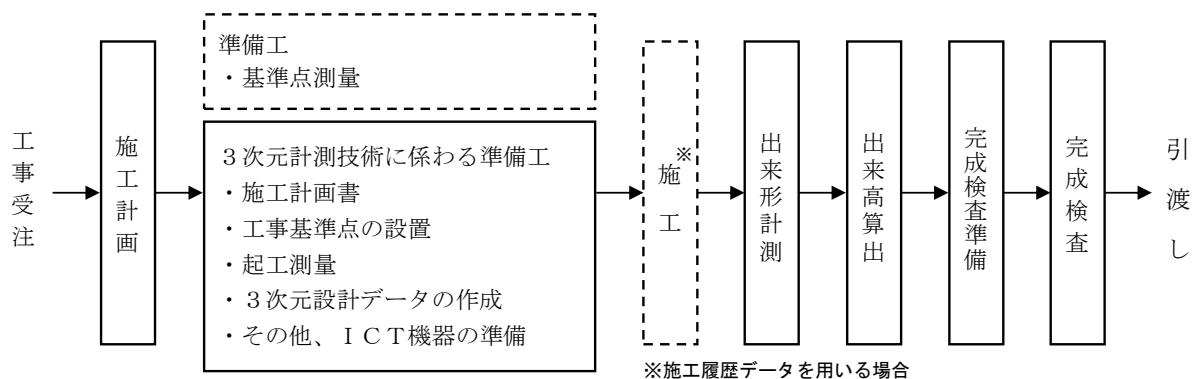 工事受注
施工計画
準備工
・基準点測量
３次元計測技術に係わる準備工
・施工計画書
・工事基準点の設置
・起工測量
・３次元設計データの作成
・その他、ＩＣＴ機器の準備
施工※
出来形計測
出来高算出
完成検査準備
完成検査
引渡し
※施工履歴データを用いる場合